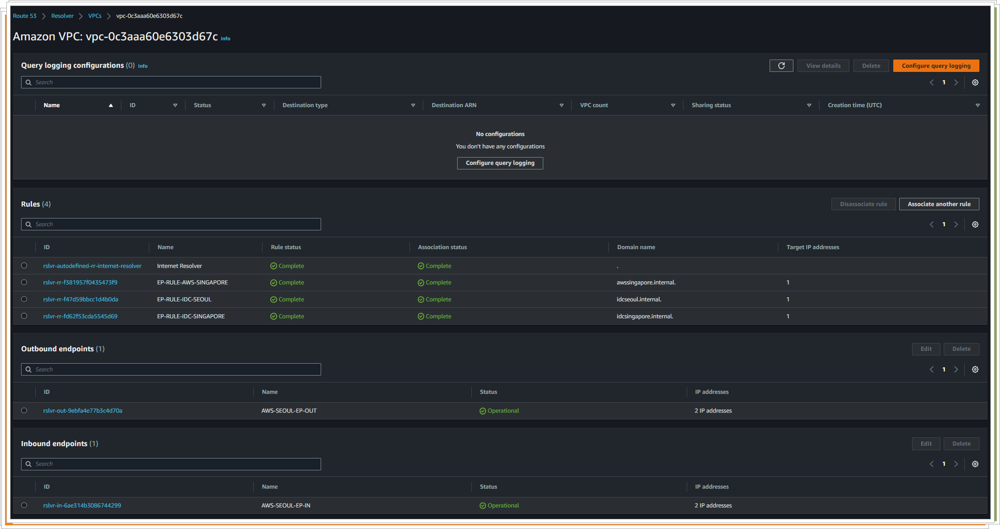 Route 53 Resolver VPCs vpc-0c3aaa60e6303d67c
Amazon VPC: vpc-0c3aaa60e6303d67c Info
Query logging configurations (0) Info
View details Delete Configure query logging
Search
1
Name ID Status Destination type Destination ARN VPC count Sharing status Creation time (UTC)
No configurations
You don't have any configurations
Configure query logging
Rules (4)
Disassociate rule Associate another rule
Search
1
ID Name Rule status Association status Domain name Target IP addresses
rslvr-autodefined-rr-internet-resolver Internet Resolver Complete Complete .
rslvr-rr-f381957f0435473f9 EP-RULE-AWS-SINGAPORE Complete Complete awssingapore.internal. 1
rslvr-rr-f47d59bbcc1d4b0da EP-RULE-IDC-SEOUL Complete Complete idcseoul.internal. 1
rslvr-rr-fd62f53cda5545d69 EP-RULE-IDC-SINGAPORE Complete Complete idcsingapore.internal. 1
Outbound endpoints (1)
Edit Delete
Search
1
ID Name Status IP addresses
rslvr-out-9ebfa4e77b3c4d70a AWS-SEOUL-EP-OUT Operational 2 IP addresses
Inbound endpoints (1)
Edit Delete
Search
1
ID Name Status IP addresses
rslvr-in-6ae314b3086744299 AWS-SEOUL-EP-IN Operational 2 IP addresses